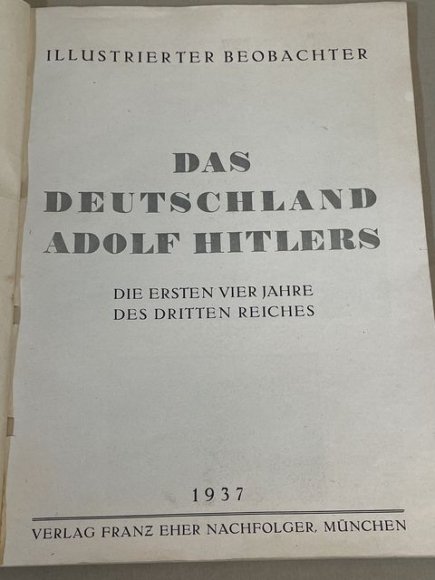 ILLUSTRIERTER BEOBACHTER
DAS
DEUTSCHLAND
ADOLF HITLERS
DIE ERSTEN VIER JAHRE
DES DRITTEN REICHES
1937
VERLAG FRANZ EHER NACHFOLGER, MÜNCHEN